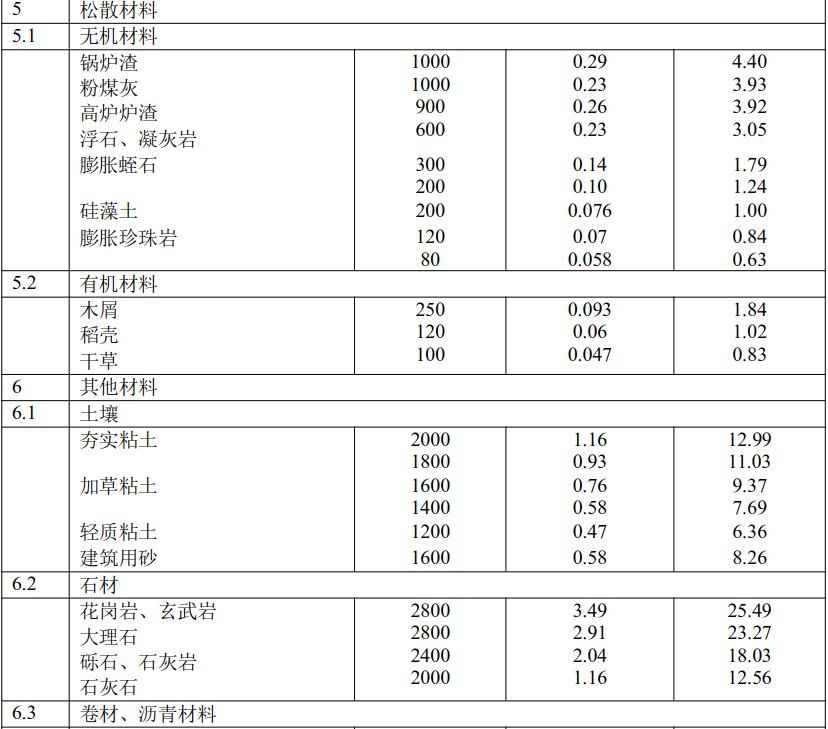 5 松散材料
5.1 无机材料
锅炉渣 1000 0.29 4.40
粉煤灰 1000 0.23 3.93
高炉炉渣 900 0.26 3.92
浮石、凝灰岩 600 0.23 3.05
膨胀蛭石 300 0.14 1.79
200 0.10 1.24
硅藻土 200 0.076 1.00
膨胀珍珠岩 120 0.07 0.84
80 0.058 0.63
5.2 有机材料
木屑 250 0.093 1.84
稻壳 120 0.06 1.02
干草 100 0.047 0.83
6 其他材料
6.1 土壤
夯实粘土 2000 1.16 12.99
1800 0.93 11.03
加草粘土 1600 0.76 9.37
1400 0.58 7.69
轻质粘土 1200 0.47 6.36
建筑用砂 1600 0.58 8.26
6.2 石材
花岗岩、玄武岩 2800 3.49 25.49
大理石 2800 2.91 23.27
砾石、石灰岩 2400 2.04 18.03
石灰石 2000 1.16 12.56
6.3 卷材、沥青材料